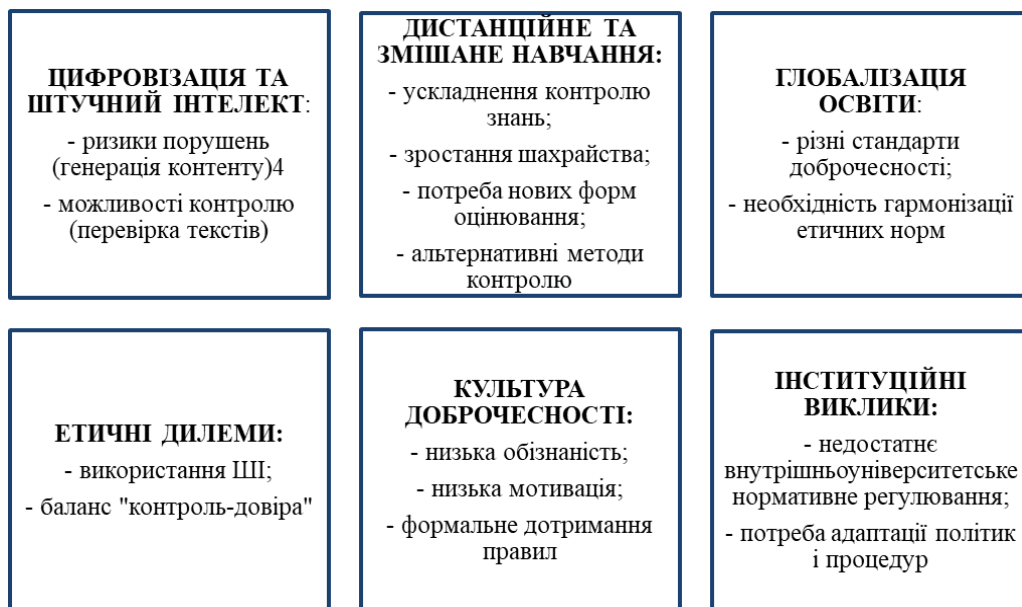 ЦИФРОВІЗАЦІЯ ТА
ШТУЧНИЙ ІНТЕЛЕКТ:
- ризики порушень
(генерація контенту)4
- можливості контролю
(перевірка текстів)
ДИСТАНЦІЙНЕ ТА
ЗМІШАНЕ НАВЧАННЯ:
- ускладнення контролю
знань;
- зростання шахрайства;
- потреба нових форм
оцінювання;
- альтернативні методи
контролю
ГЛОБАЛІЗАЦІЯ
ОСВІТИ:
- різні стандарти
доброчесності;
- необхідність гармонізації
етичних норм
ЕТИЧНІ ДИЛЕМИ:
- використання ШІ;
- баланс "контроль-довіра"
КУЛЬТУРА
ДОБРОЧЕСНОСТІ:
- низька обізнаність;
- низька мотивація;
- формальне дотримання
правил
ІНСТИТУЦІЙНІ
ВИКЛИКИ:
- недостатнє
внутрішньоуніверситетське
нормативне регулювання;
- потреба адаптації політик
і процедур